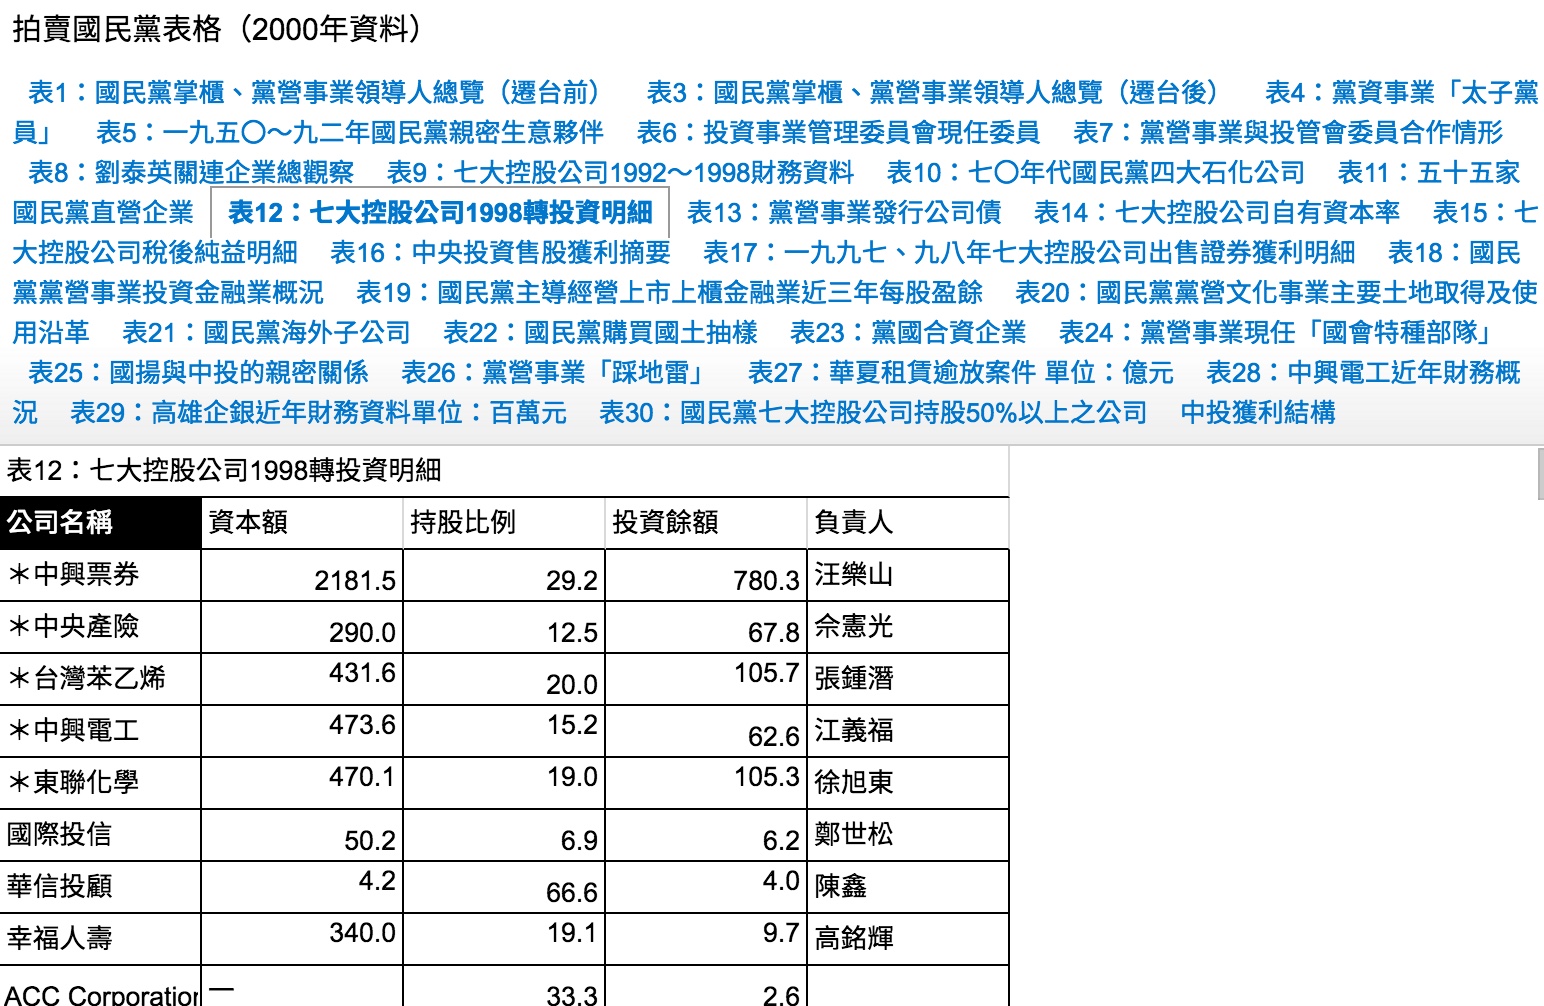 拍賣國民黨表格（2000年資料）
表1：國民黨掌櫃、黨營事業領導人總覽（遷台前） 表3：國民黨掌櫃、黨營事業領導人總覽（遷台後） 表4：黨資事業「太子黨
員」 表5：一九五〇～九二年國民黨親密生意夥伴 表6：投資事業管理委員會現任委員 表7：黨營事業與投管會委員合作情形
表8：劉泰英關連企業總觀察 表9：七大控股公司1992～1998財務資料 表10：七〇年代國民黨四大石化公司 表11：五十五家
國民黨直營企業 表12：七大控股公司1998轉投資明細 表13：黨營事業發行公司債 表14：七大控股公司自有資本率 表15：七
大控股公司稅後純益明細 表16：中央投資售股獲利摘要 表17：一九九七、九八年七大控股公司出售證券獲利明細 表18：國民
黨黨營事業投資金融業概況 表19：國民黨主導經營上市上櫃金融業近三年每股盈餘 表20：國民黨黨營文化事業主要土地取得及使
用沿革 表21：國民黨海外子公司 表22：國民黨購買國土抽樣 表23：黨國合資企業 表24：黨營事業現任「國會特種部隊」
表25：國揚與中投的親密關係 表26：黨營事業「踩地雷」 表27：華夏租賃逾放案件 單位：億元 表28：中興電工近年財務概
況 表29：高雄企銀近年財務資料單位：百萬元 表30：國民黨七大控股公司持股50%以上之公司 中投獲利結構
表12：七大控股公司1998轉投資明細
公司名稱 資本額 持股比例 投資餘額 負責人
＊中興票券 2181.5 29.2 780.3 汪樂山
＊中央產險 290.0 12.5 67.8 佘憲光
＊台灣苯乙烯 431.6 20.0 105.7 張鍾潛
＊中興電工 473.6 15.2 62.6 江義福
＊東聯化學 470.1 19.0 105.3 徐旭東
國際投信 50.2 6.9 6.2 鄭世松
華信投顧 4.2 66.6 4.0 陳鑫
幸福人壽 340.0 19.1 9.7 高銘輝
ACC Corporation 一 33.3 2.6